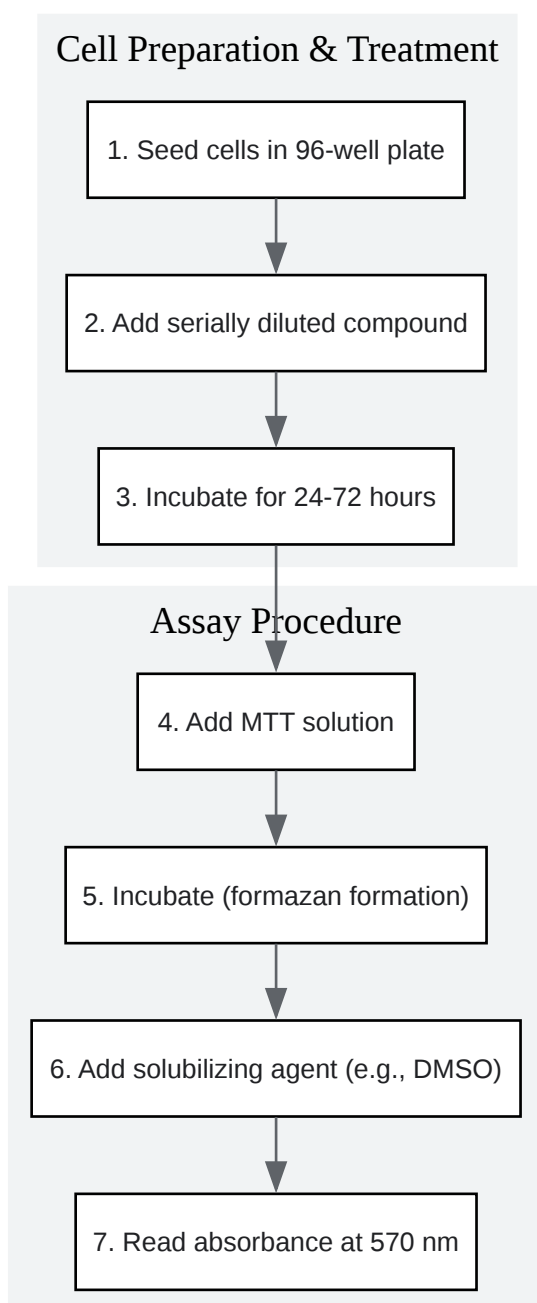 Cell Preparation & Treatment
1. Seed cells in 96-well plate
2. Add serially diluted compound
3. Incubate for 24-72 hours
Assay Procedure
4. Add MTT solution
5. Incubate (formazan formation)
6. Add solubilizing agent (e.g., DMSO)
7. Read absorbance at 570 nm